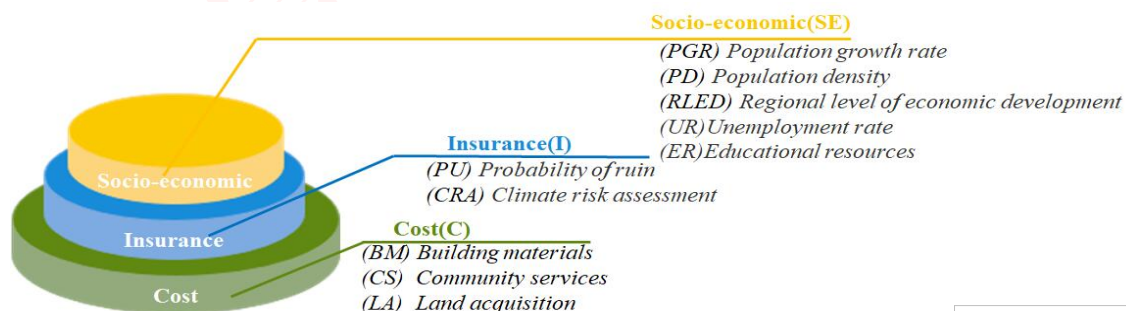 Socio-economic(SE)
(PGR) Population growth rate
(PD) Population density
(RLED) Regional level of economic development
(UR)Unemployment rate
(ER)Educational resources
Insurance(I)
(PU) Probability of ruin
(CRA) Climate risk assessment
Cost(C)
(BM) Building materials
(CS) Community services
(LA) Land acquisition
Socio-economic
Insurance
Cost